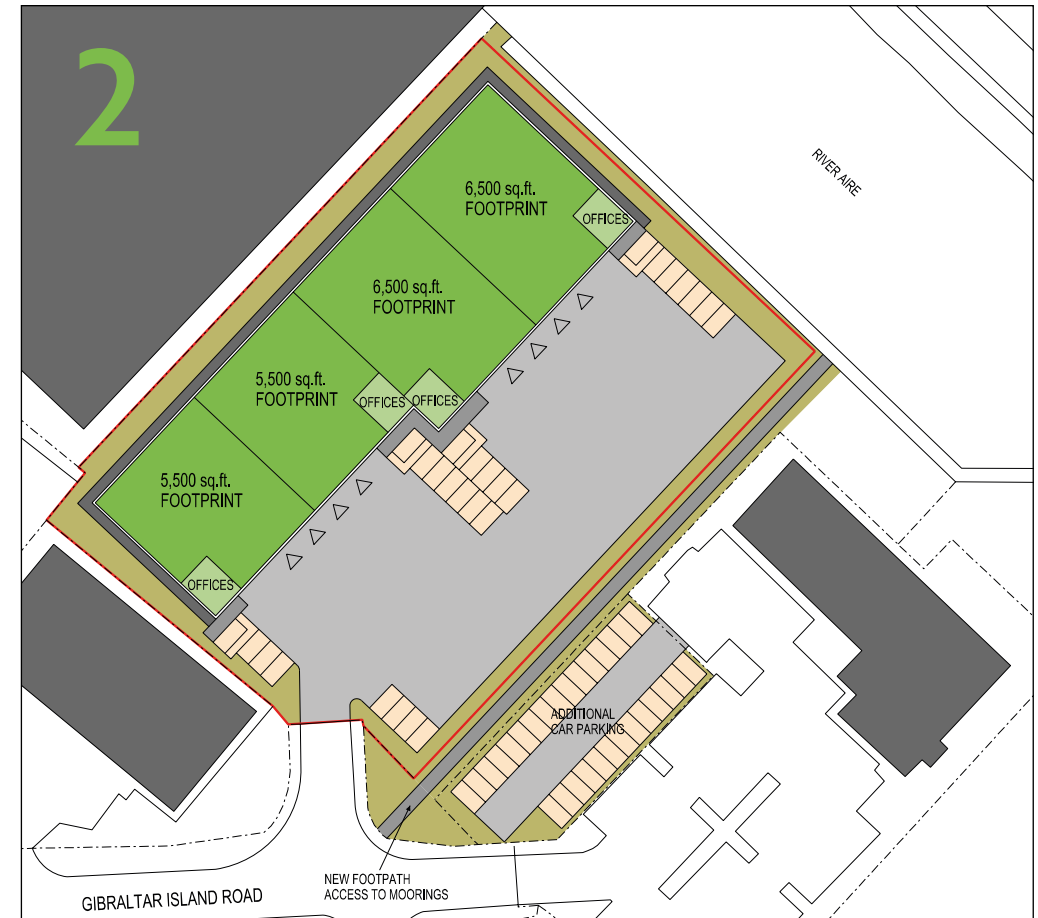 2
RIVER AIRE
6,500 sq.ft.
FOOTPRINT
OFFICES
6,500 sq.ft.
FOOTPRINT
5,500 sq.ft.
FOOTPRINT
OFFICES
OFFICES
5,500 sq.ft.
FOOTPRINT
OFFICES
ADDITIONAL
CAR PARKING
NEW FOOTPATH
ACCESS TO MOORINGS
GIBRALTAR ISLAND ROAD